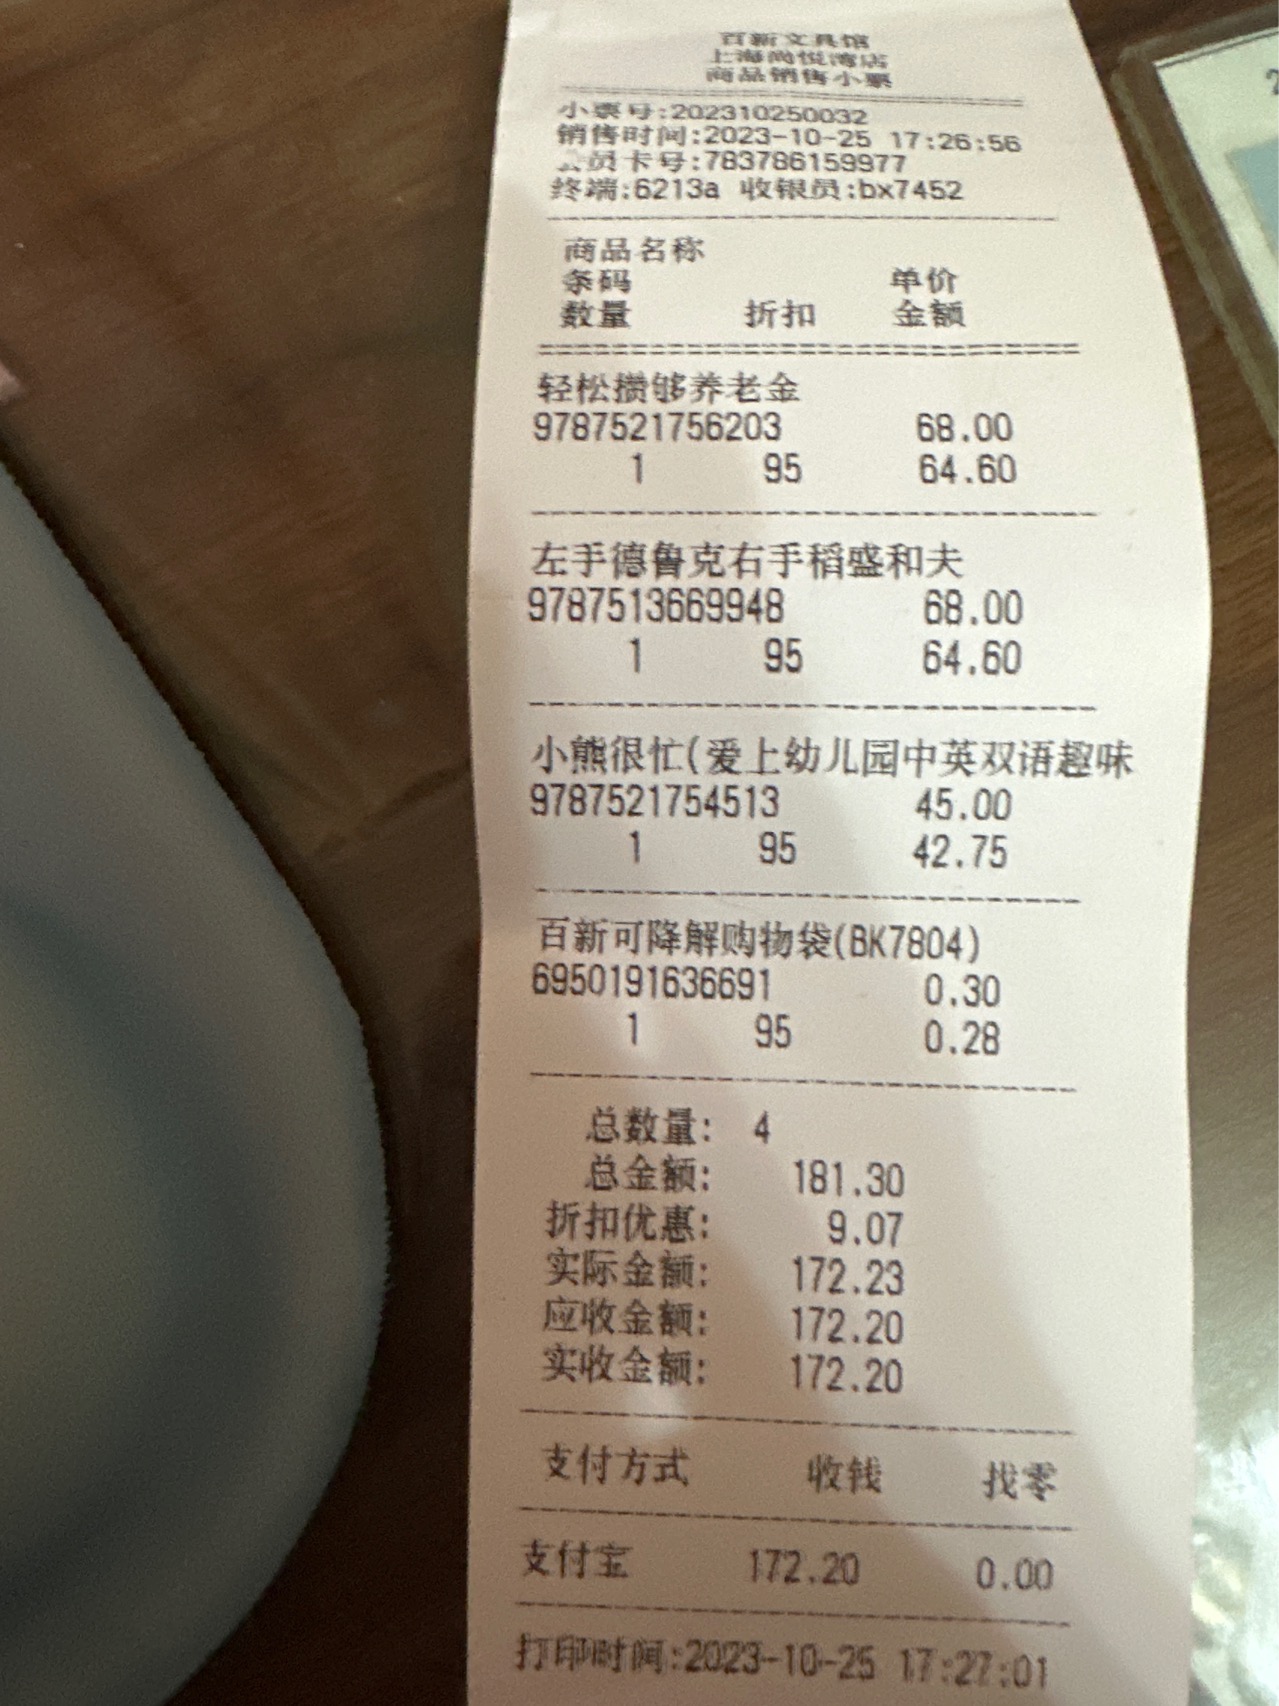 百新文具馆
上海尚悦湾店
商品销售小票
小票号:202310250032
销售时间:2023-10-25 17:26:56
会员卡号:783786159977
终端:6213a 收银员:bx7452
商品名称
条码 单价
数量 折扣 金额
轻松攒够养老金
9787521756203 68.00
1 95 64.60
左手德鲁克右手稻盛和夫
9787513669948 68.00
1 95 64.60
小熊很忙(爱上幼儿园中英双语趣味
9787521754513 45.00
1 95 42.75
百新可降解购物袋(BK7804)
6950191636691 0.30
1 95 0.28
总数量: 4
总金额: 181.30
折扣优惠: 9.07
实际金额: 172.23
应收金额: 172.20
实收金额: 172.20
支付方式 收钱 找零
支付宝 172.20 0.00
打印时间:2023-10-25 17:27:01